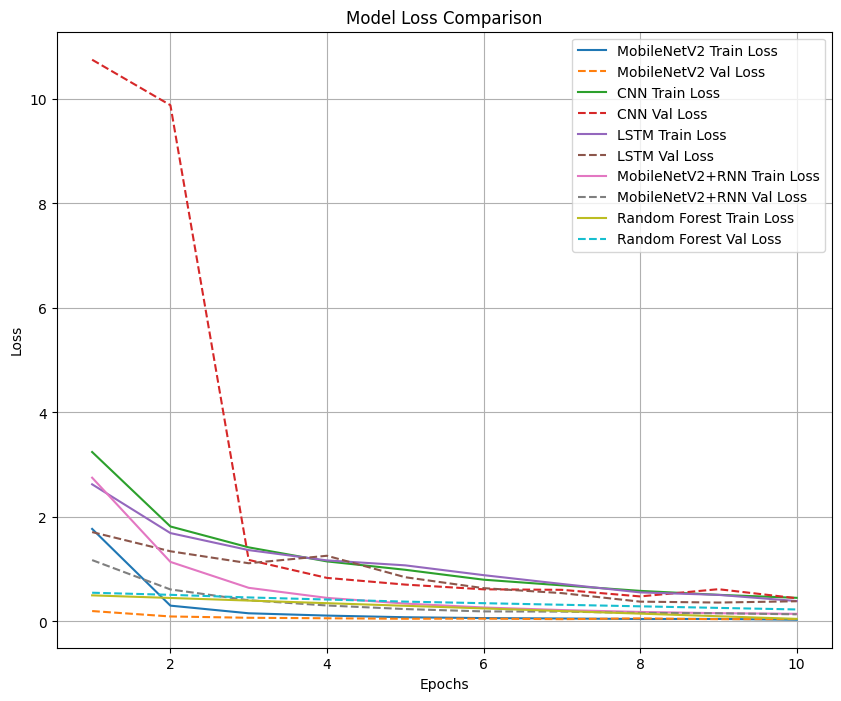 Model Loss Comparison
MobileNetV2 Train Loss
MobileNetV2 Val Loss
CNN Train Loss
CNN Val Loss
LSTM Train Loss
LSTM Val Loss
MobileNetV2+RNN Train Loss
MobileNetV2+RNN Val Loss
Random Forest Train Loss
Random Forest Val Loss
Loss
10
8
6
4
2
0
2 4 6 8 10
Epochs